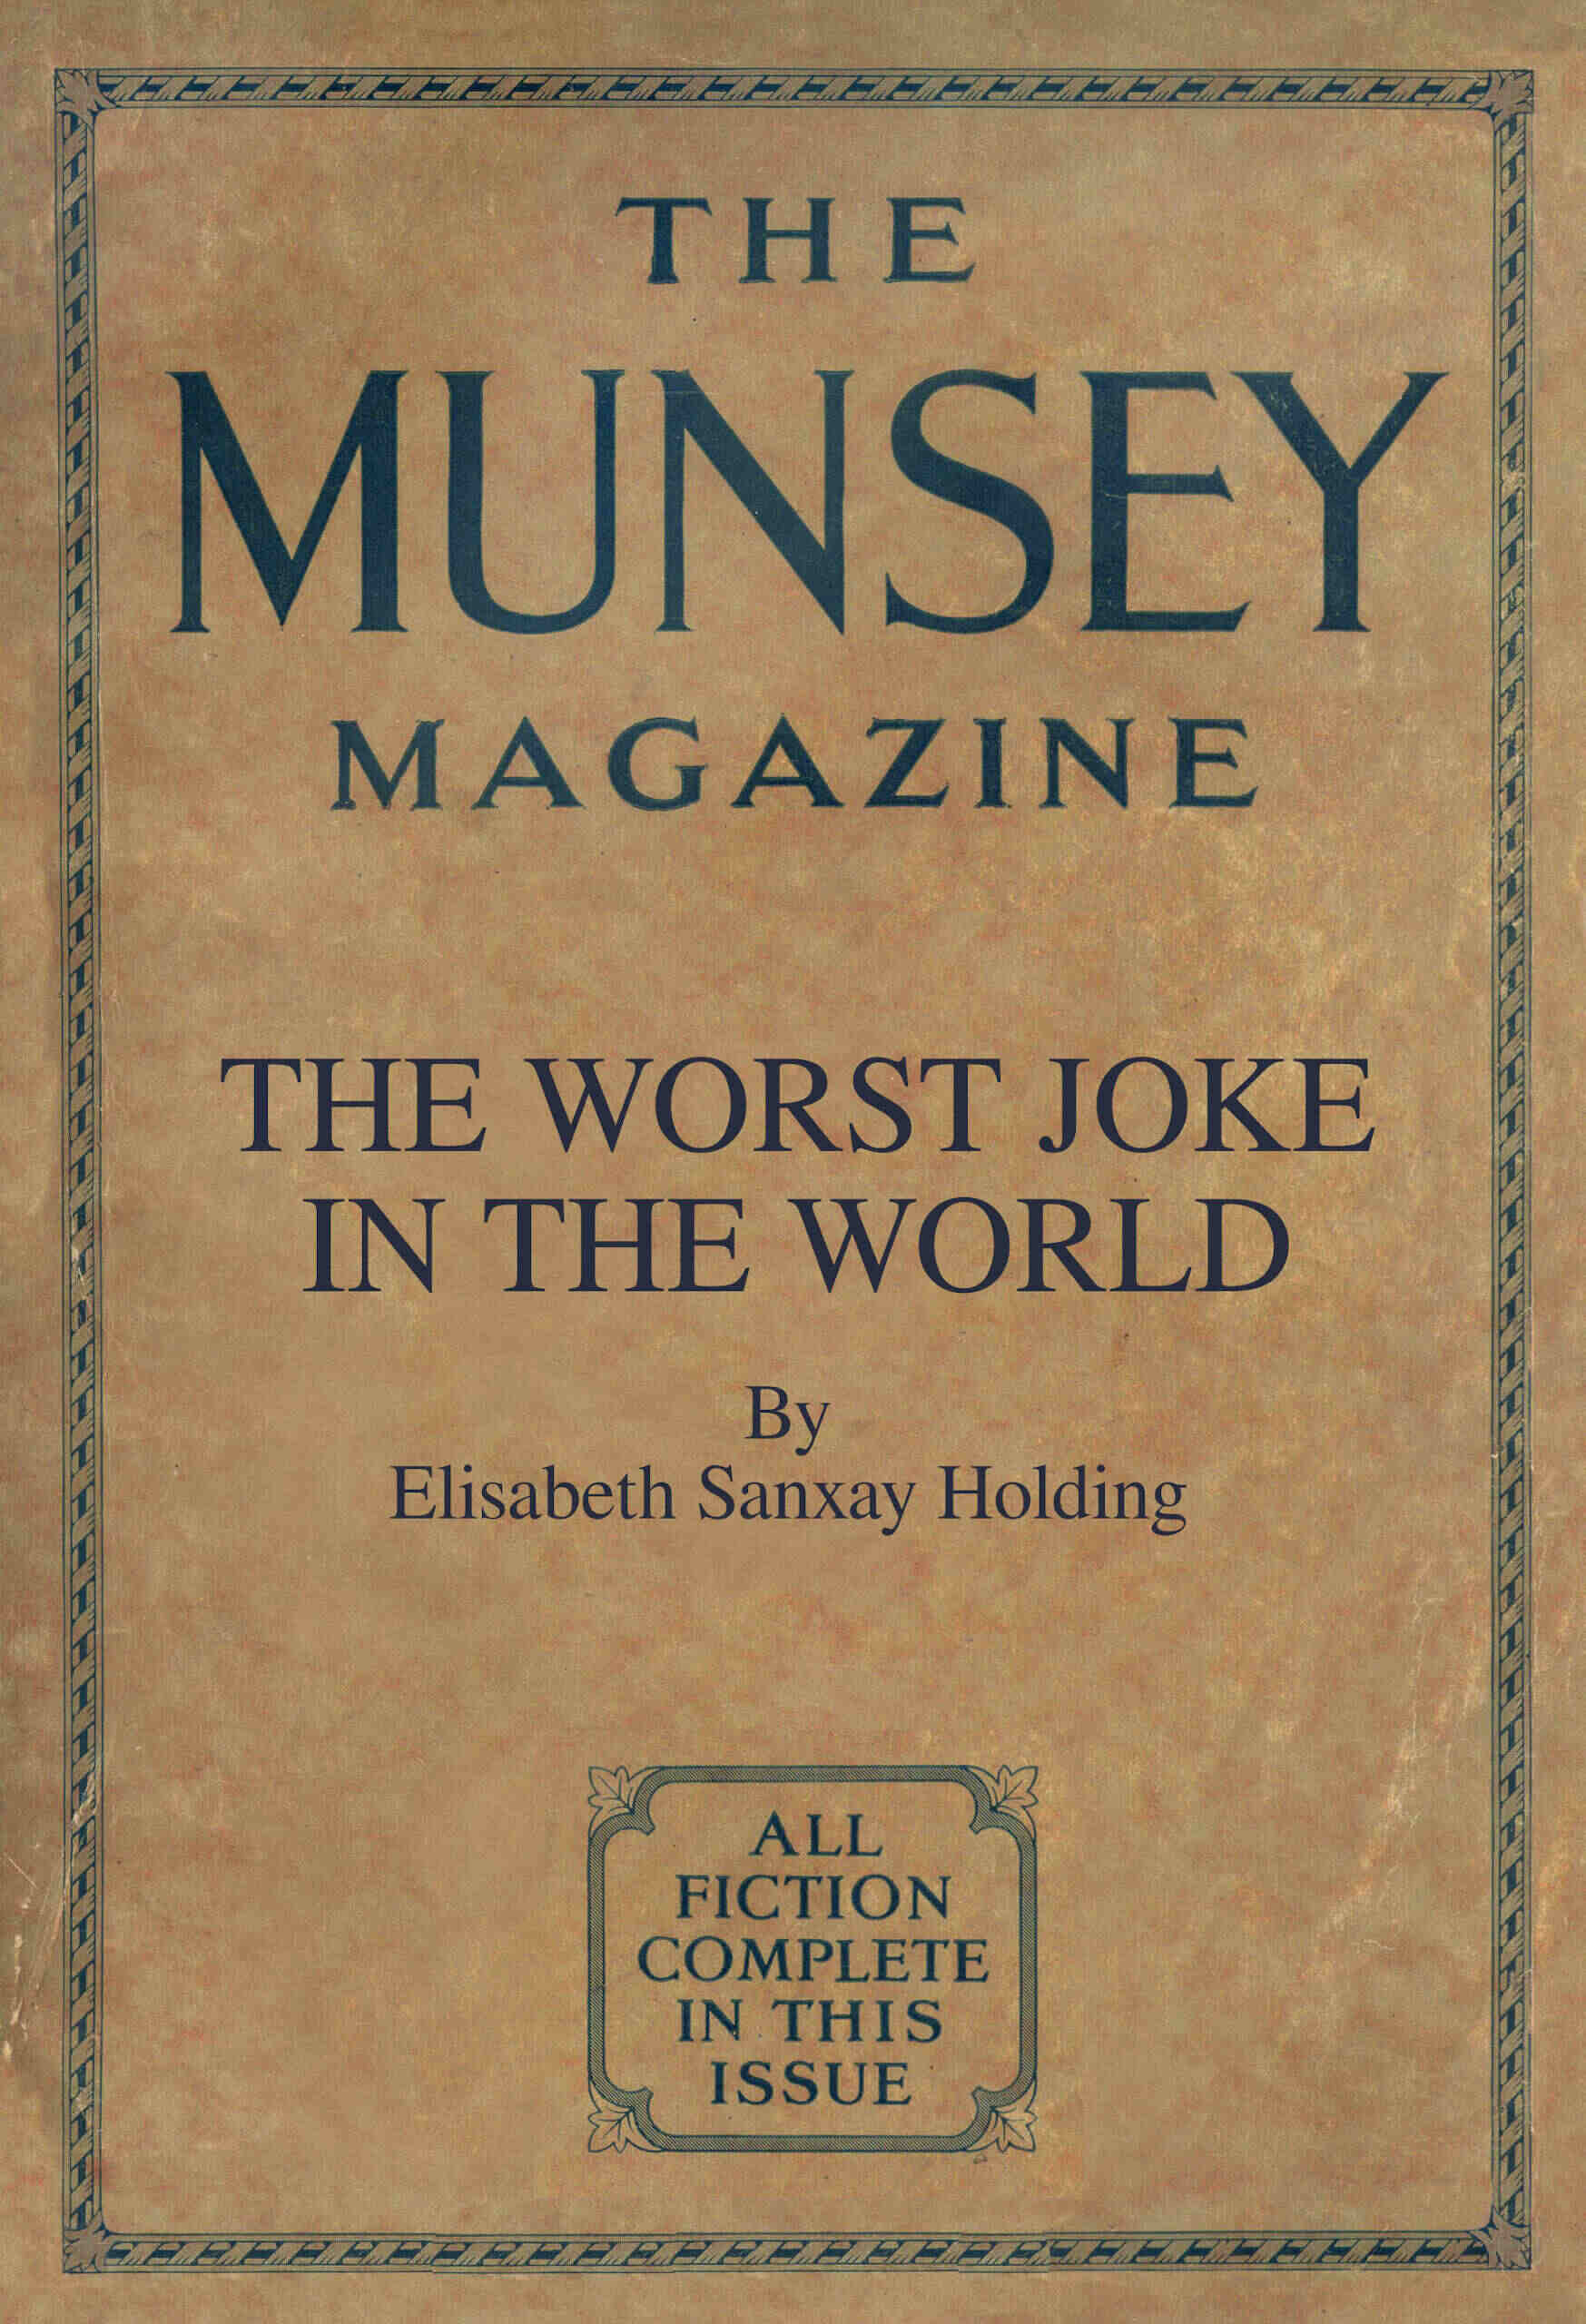 THE
MUNSEY
MAGAZINE
THE WORST JOKE
IN THE WORLD
By
Elisabeth Sanxay Holding
ALL
FICTION
COMPLETE
IN THIS
ISSUE